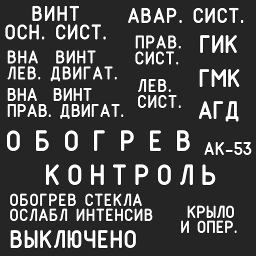 ВИНТ
ОСН. СИСТ.
АВАР. СИСТ.
ВНА ВИНТ
ЛЕВ. ДВИГАТ.
ПРАВ.
СИСТ.
ГИК
ВНА ВИНТ
ПРАВ. ДВИГАТ.
ЛЕВ.
СИСТ.
ГМК
АГД
ОБОГРЕВ
АК-53
КОНТРОЛЬ
ОБОГРЕВ СТЕКЛА
ОСЛАБЛ ИНТЕНСИВ
КРЫЛО
И ОПЕР.
ВЫКЛЮЧЕНО